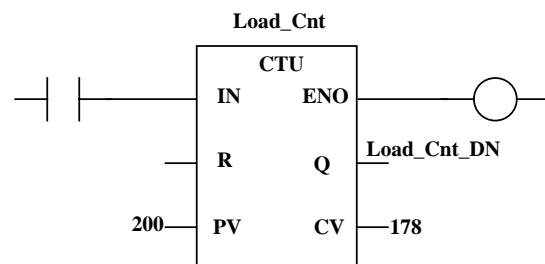 Load_Cnt
CTU
IN ENO
R Q Load_Cnt_DN
200 PV CV 178